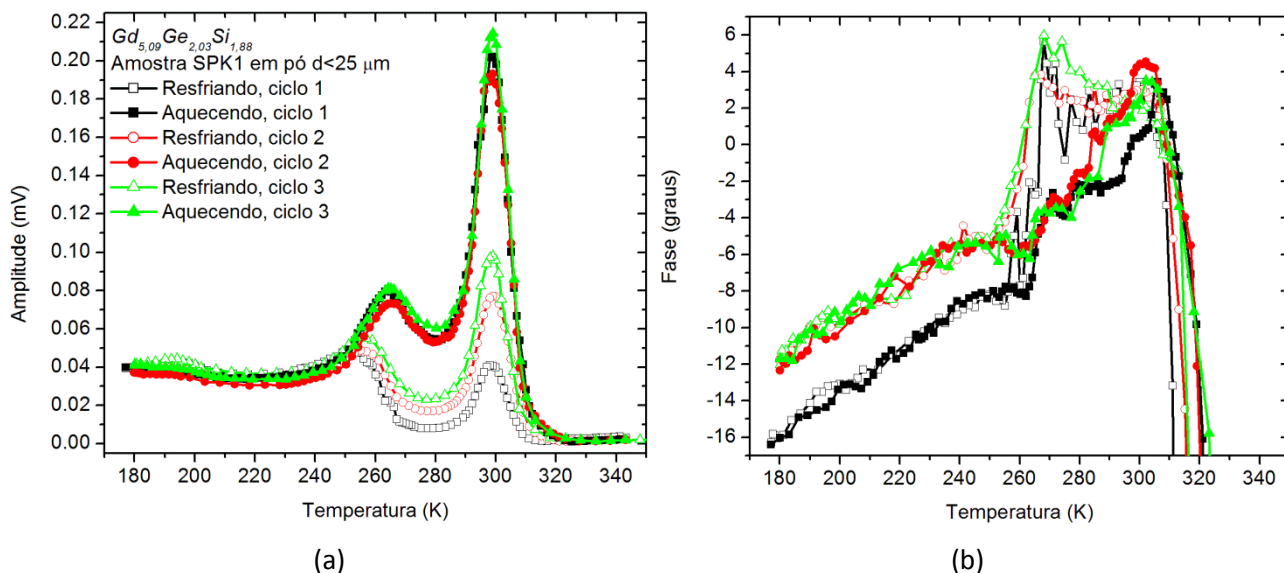 Gd5,09Ge2,03Si1,88
Amostra SPK1 em pó d<25 μm
Resfriando, ciclo 1
Aquecendo, ciclo 1
Resfriando, ciclo 2
Aquecendo, ciclo 2
Resfriando, ciclo 3
Aquecendo, ciclo 3
Amplitude (mV)
0.22
0.20
0.18
0.16
0.14
0.12
0.10
0.08
0.06
0.04
0.02
0.00
180 200 220 240 260 280 300 320 340
Temperatura (K)
(a)
Fase (graus)
6
4
2
0
-2
-4
-6
-8
-10
-12
-14
-16
180 200 220 240 260 280 300 320 340
Temperatura (K)
(b)